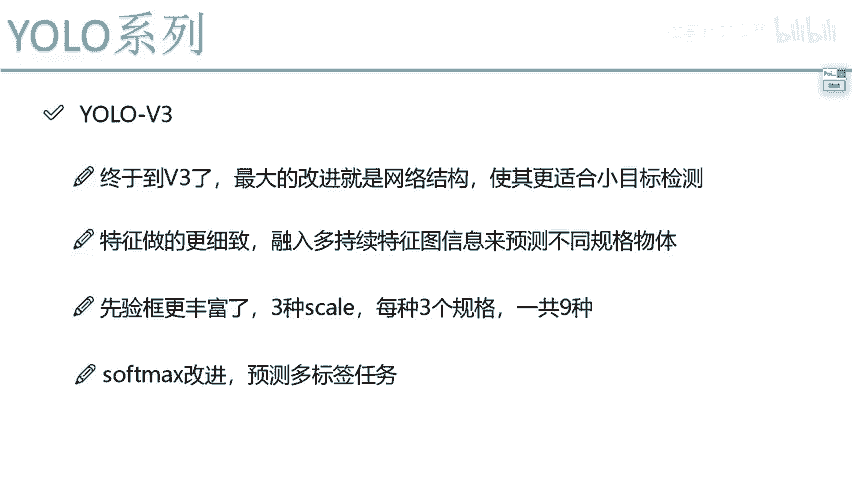 YOLO系列
bilibili
YOLO-V3
终于到V3了，最大的改进就是网络结构，使其更适合小目标检测
特征做的更细致，融入多持续特征图信息来预测不同规格物体
先验框更丰富了，3种scale，每种3个规格，一共9种
softmax改进，预测多标签任务